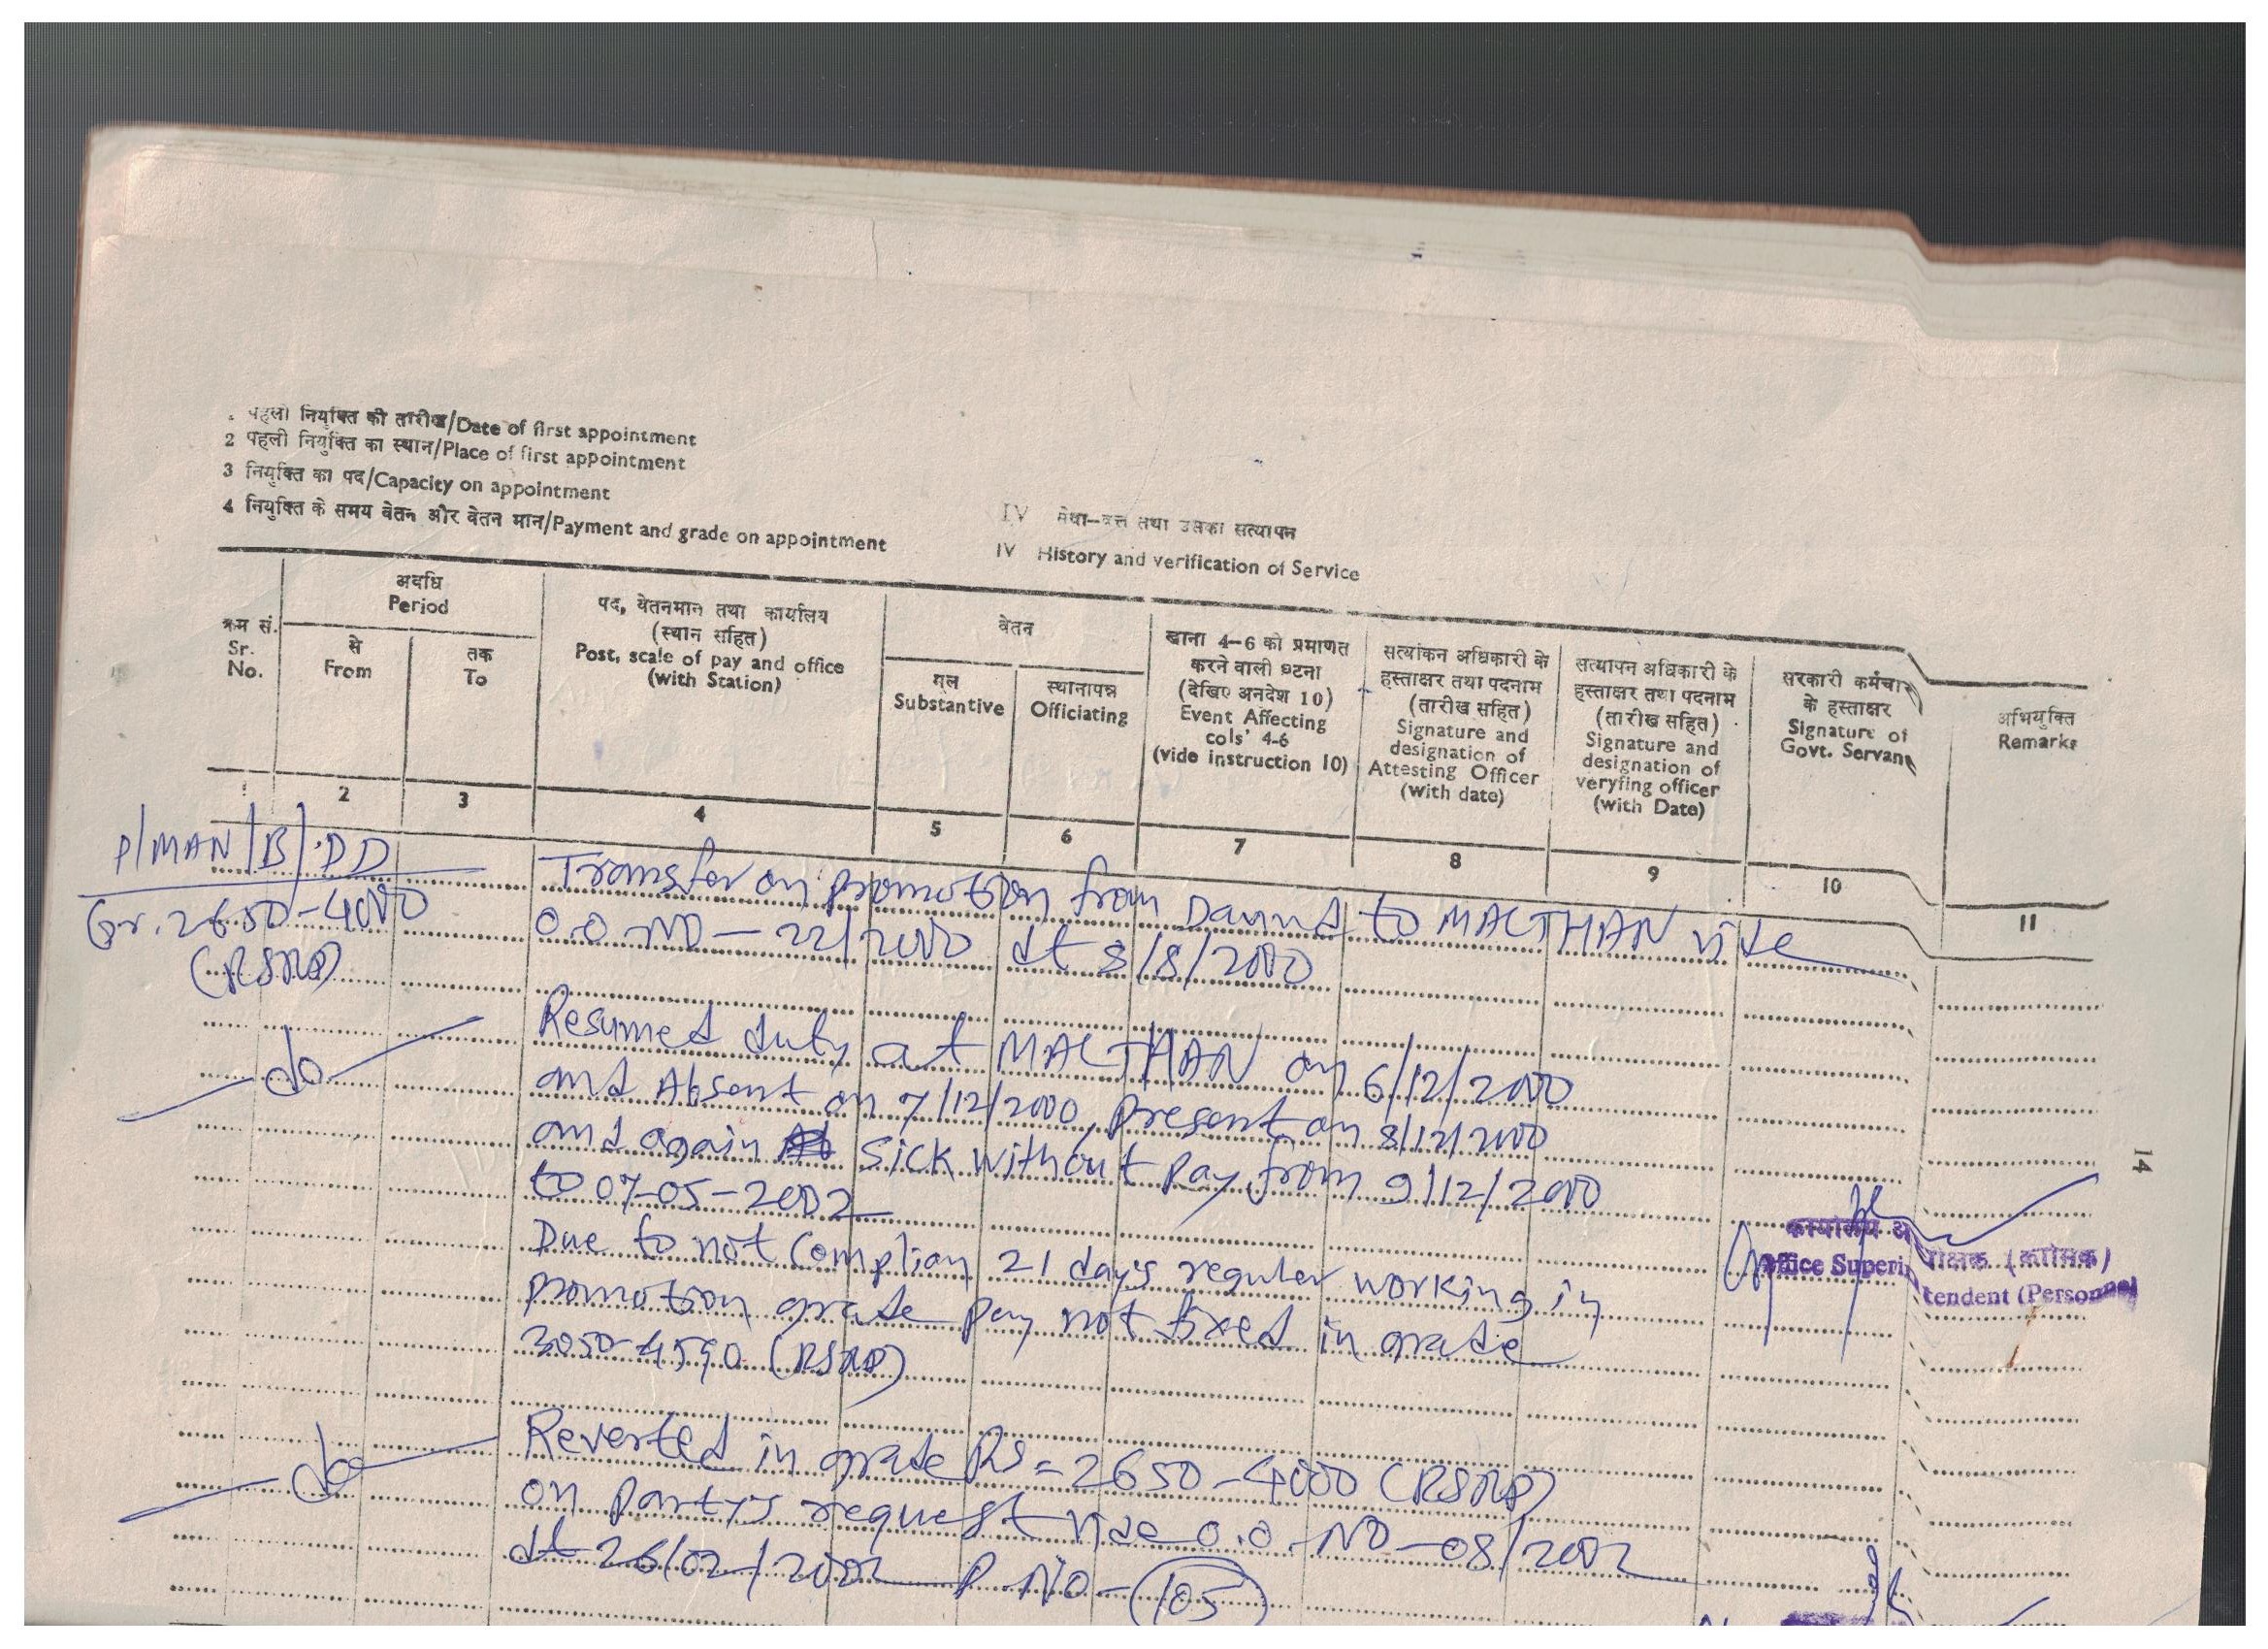 1 पहली नियुक्ति की तारीख/Date of first appointment
2 पहली नियुक्ति का स्थान/Place of first appointment
3 नियुक्ति का पद/Capacity on appointment
4 नियुक्ति के समय वेतन और वेतन मान/Payment and grade on appointment
IV सेवा-वृत्त तथा उसका सत्यापन
IV History and verification of Service
क्रम सं.
Sr.
No.
अवधि
Period
से
From
तक
To
पद, वेतनमान तथा कार्यालय
(स्थान सहित)
Post, scale of pay and office
(with Station)
वेतन
मूल
Substantive
स्थानापन्न
Officiating
खाना 4-6 को प्रमाणत
करने वाली घटना
(देखिए अनदेश 10)
Event Affecting
cols' 4-6
(vide instruction 10)
सत्यांकन अधिकारी के
हस्ताक्षर तथा पदनाम
(तारीख सहित)
Signature and
designation of
Attesting Officer
(with date)
सत्यापन अधिकारी के
हस्ताक्षर तथा पदनाम
(तारीख सहित)
Signature and
designation of
veryfing officer
(with Date)
सरकारी कर्मचार
के हस्ताक्षर
Signature of
Govt. Servan
अभियुक्ति
Remarks
1 2 3 4 5 6 7 8 9 10 11
P/MAN/B/DD
Gr. 2650-4000
(RSRP)
Transfer on promotion from Daund to MALTHAN vide
O.O NO - 22/2000 dt 8/8/2000
do
Resumed duty at MALTHAN on 6/12/2000
and Absent on 7/12/2000, present on 8/12/2000
and again sick without pay from 9/12/2000
to 07-05-2002
Due to not Complian 21 day's reguler working in
promotion grade pay not fixed in grade
3050-4590 (RSRP)
14
कार्यालय अधीक्षक (कार्मिक)
Office Superintendent (Personnel
do
Reverted in grade RS = 2650-4000 (RSRP)
on party's request vide O.O. NO - 08/2002
dt 26/02/2002 P. No - 105